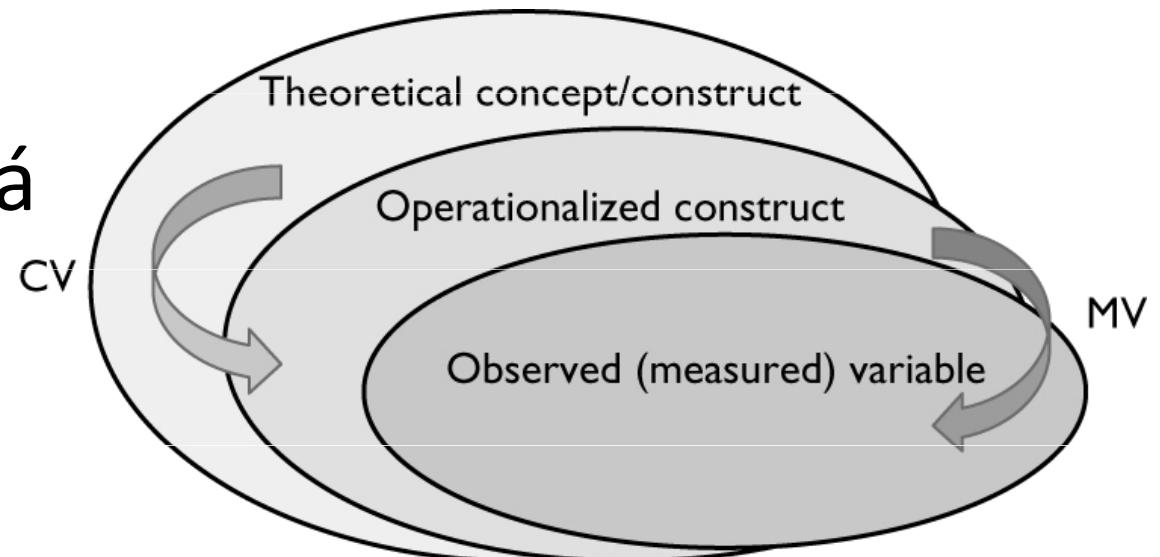 Theoretical concept/construct
á
Operationalized construct
CV
MV
Observed (measured) variable